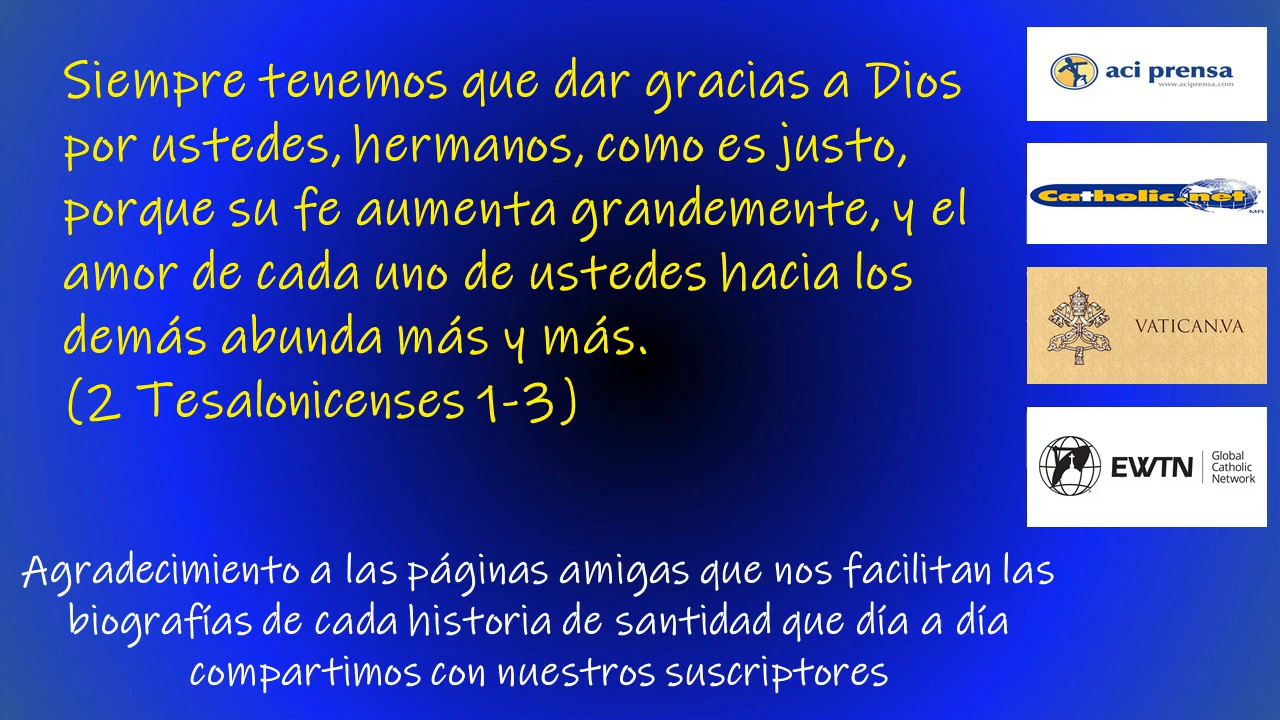 Siempre tenemos que dar gracias a Dios
por ustedes, hermanos, como es justo,
porque su fe aumenta grandemente, y el
amor de cada uno de ustedes hacia los
demás abunda más y más.
(2 Tesalonicenses 1-3)
aci prensa
www.aciprensa.com
Catholic.net
MR
VATICAN.VA
EWTN
Global
Catholic
Network
Agradecimiento a las páginas amigas que nos facilitan las
biografías de cada historia de santidad que día a día
compartimos con nuestros suscriptores